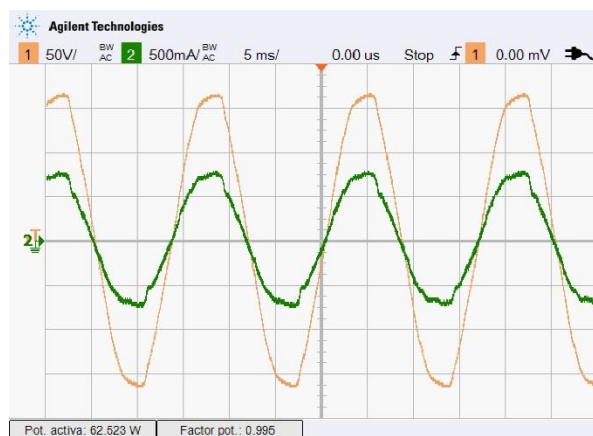 Agilent Technologies
1 50V/ BW AC 2 500mA/ BW AC 5 ms/ 0.00 us Stop 1 0.00 mV
2
Pot. activa: 62.523 W Factor pot.: 0.995